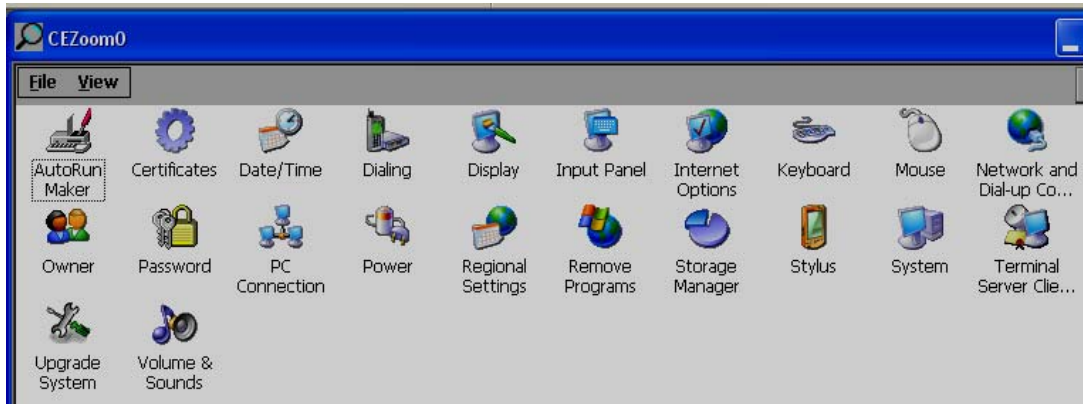 CEZoom0
File View
AutoRun Certificates Date/Time Dialing Display Input Panel Internet Keyboard Mouse Network and
Maker Options Dial-up Co...
Owner Password PC Power Regional Remove Storage Stylus System Terminal
Connection Settings Programs Manager Server Clie...
Upgrade Volume &
System Sounds